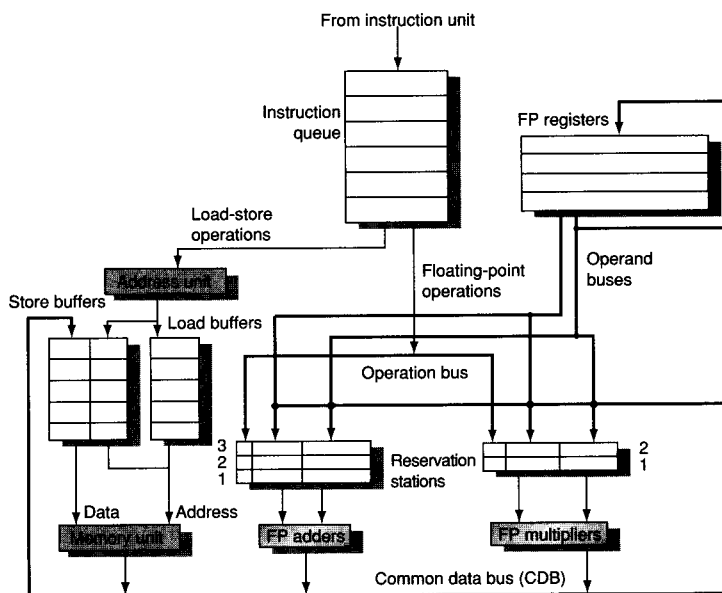 From instruction unit
Instruction
queue
FP registers
Load-store
operations
Address unit
Floating-point
operations
Operand
buses
Store buffers
Load buffers
Operation bus
3
2
1
Reservation
stations
2
1
Data
Address
Memory unit
FP adders
FP multipliers
Common data bus (CDB)